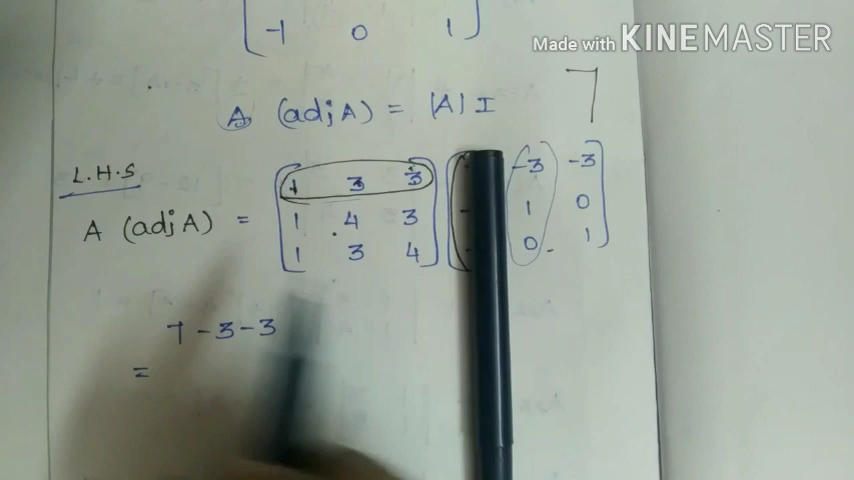 -1 0 1
Made with KINEMASTER
A (adj A) = |A| I 7
L.H.S
1 3 3 -3 -3
A (adj A) = 1 4 3 1 0
1 3 4 0 1
7 - 3 - 3
=